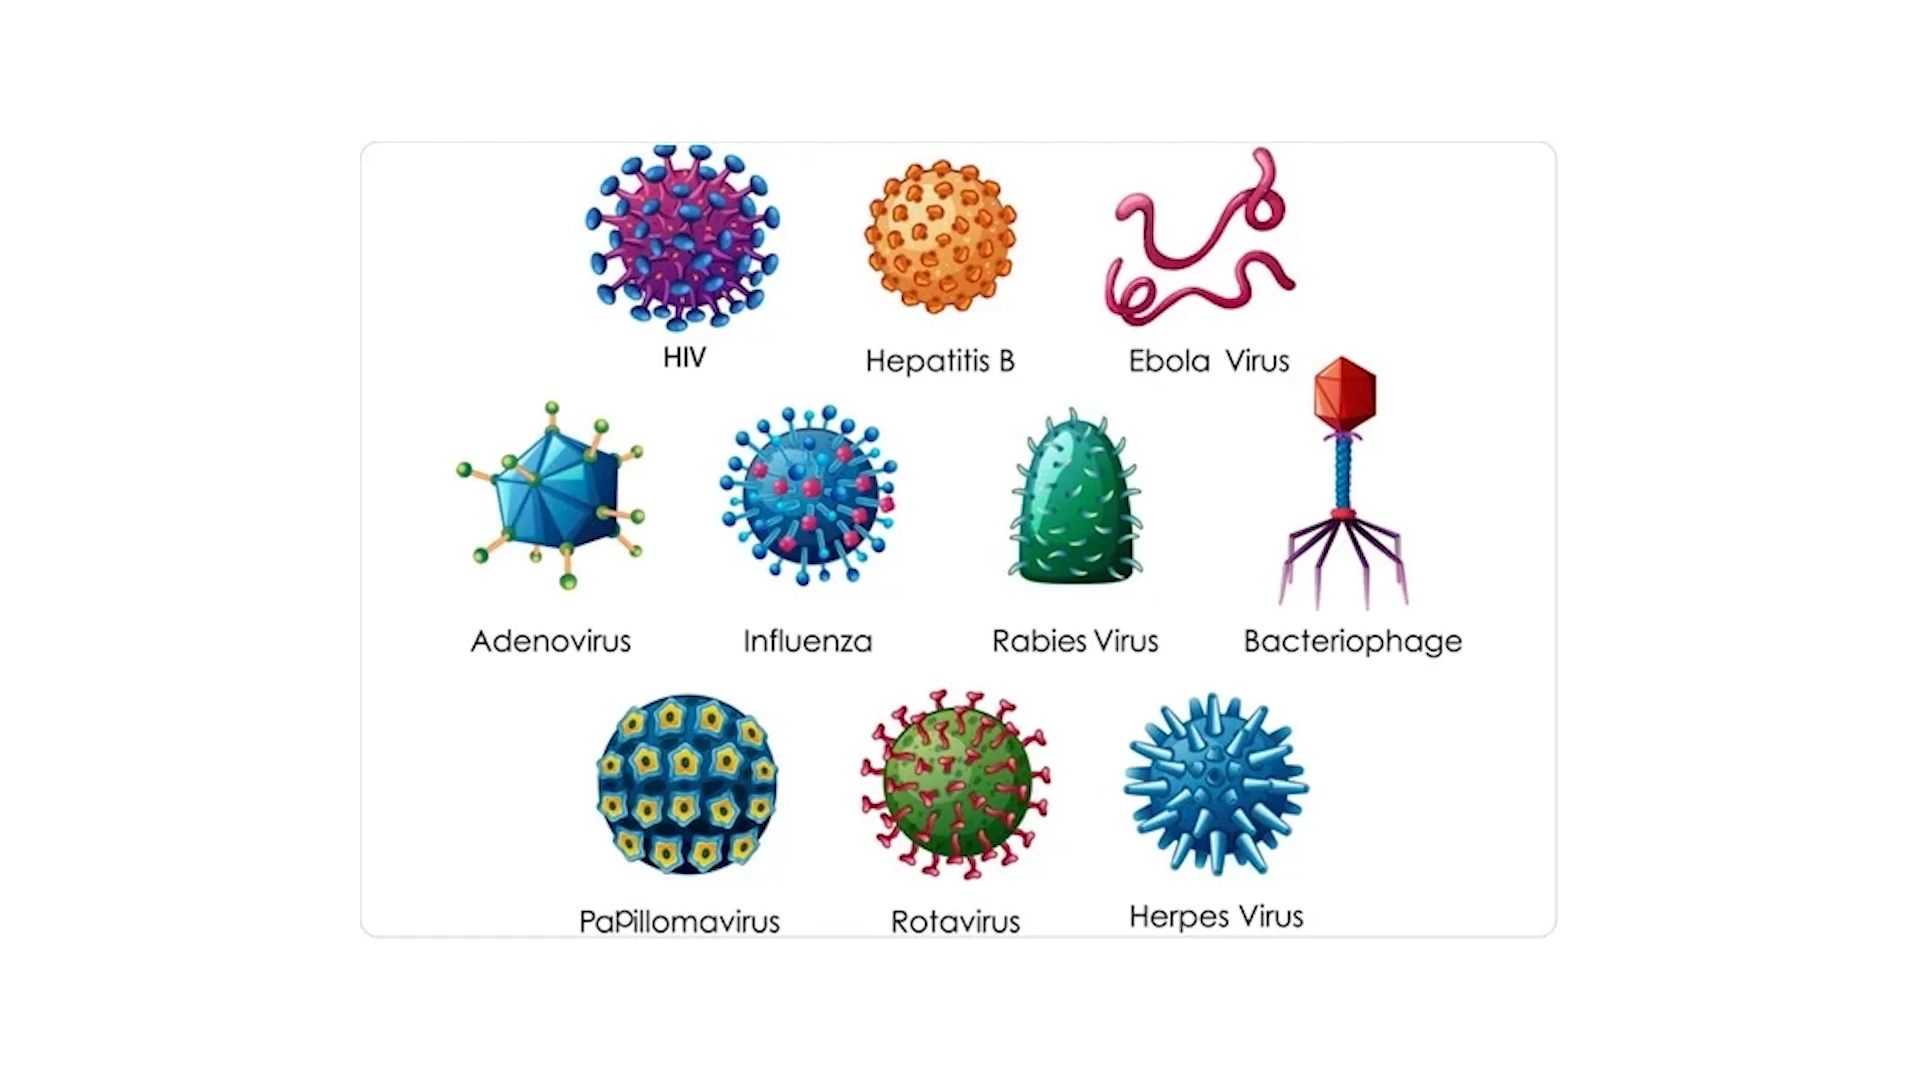 HIV
Hepatitis B
Ebola Virus
Adenovirus
Influenza
Rabies Virus
Bacteriophage
PaPillomavirus
Rotavirus
Herpes Virus